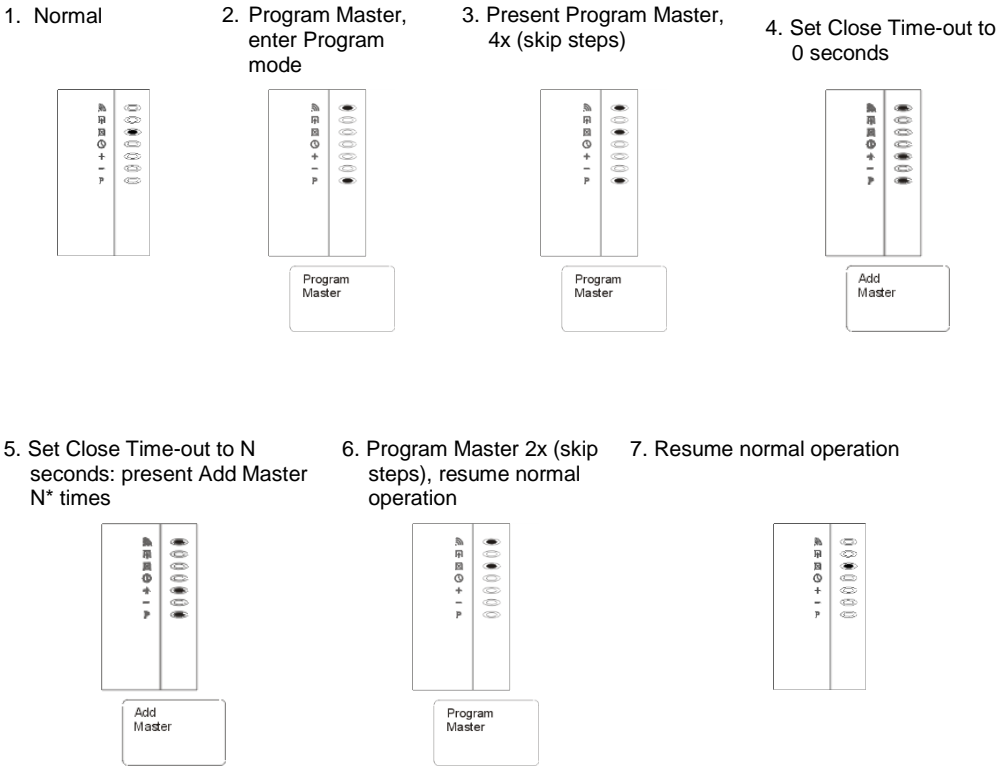 1. Normal
2. Program Master,
enter Program
mode
3. Present Program Master,
4x (skip steps)
4. Set Close Time-out to
0 seconds
+
−
P
+
−
P
+
−
P
+
−
P
Program
Master
Program
Master
Add
Master
5. Set Close Time-out to N
seconds: present Add Master
N* times
6. Program Master 2x (skip
steps), resume normal
operation
7. Resume normal operation
+
−
P
+
−
P
+
−
P
Add
Master
Program
Master